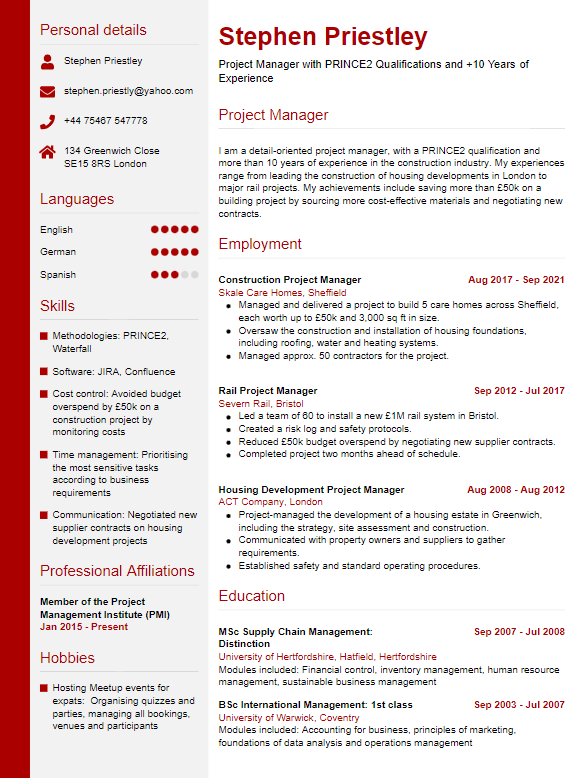 Personal details
Stephen Priestley
stephen.priestly@yahoo.com
+44 75467 547778
134 Greenwich Close
SE15 8RS London
Languages
English
German
Spanish
Skills
Methodologies: PRINCE2,
Waterfall
Software: JIRA, Confluence
Cost control: Avoided budget
overspend by £50k on a
construction project by
monitoring costs
Time management: Prioritising
the most sensitive tasks
according to business
requirements
Communication: Negotiated new
supplier contracts on housing
development projects
Professional Affiliations
Member of the Project
Management Institute (PMI)
Jan 2015 - Present
Hobbies
Hosting Meetup events for
expats:  Organising quizzes and
parties, managing all bookings,
venues and participants
Stephen Priestley
Project Manager with PRINCE2 Qualifications and +10 Years of
Experience
Project Manager
I am a detail-oriented project manager, with a PRINCE2 qualification and
more than 10 years of experience in the construction industry. My experiences
range from leading the construction of housing developments in London to
major rail projects. My achievements include saving more than £50k on a
building project by sourcing more cost-effective materials and negotiating new
contracts.
Employment
Construction Project Manager Aug 2017 - Sep 2021
Skale Care Homes, Sheffield
Managed and delivered a project to build 5 care homes across Sheffield,
each worth up to £50k and 3,000 sq ft in size.
Oversaw the construction and installation of housing foundations,
including roofing, water and heating systems.
Managed approx. 50 contractors for the project.
Rail Project Manager Sep 2012 - Jul 2017
Severn Rail, Bristol
Led a team of 60 to install a new £1M rail system in Bristol.
Created a risk log and safety protocols.
Reduced £50k budget overspend by negotiating new supplier contracts.
Completed project two months ahead of schedule.
Housing Development Project Manager Aug 2008 - Aug 2012
ACT Company, London
Project-managed the development of a housing estate in Greenwich,
including the strategy, site assessment and construction.
Communicated with property owners and suppliers to gather
requirements.
Established safety and standard operating procedures.
Education
MSc Supply Chain Management: Sep 2007 - Jul 2008
Distinction
University of Hertfordshire, Hatfield, Hertfordshire
Modules included: Financial control, inventory management, human resource
management, sustainable business management
BSc International Management: 1st class Sep 2003 - Jul 2007
University of Warwick, Coventry
Modules included: Accounting for business, principles of marketing,
foundations of data analysis and operations management